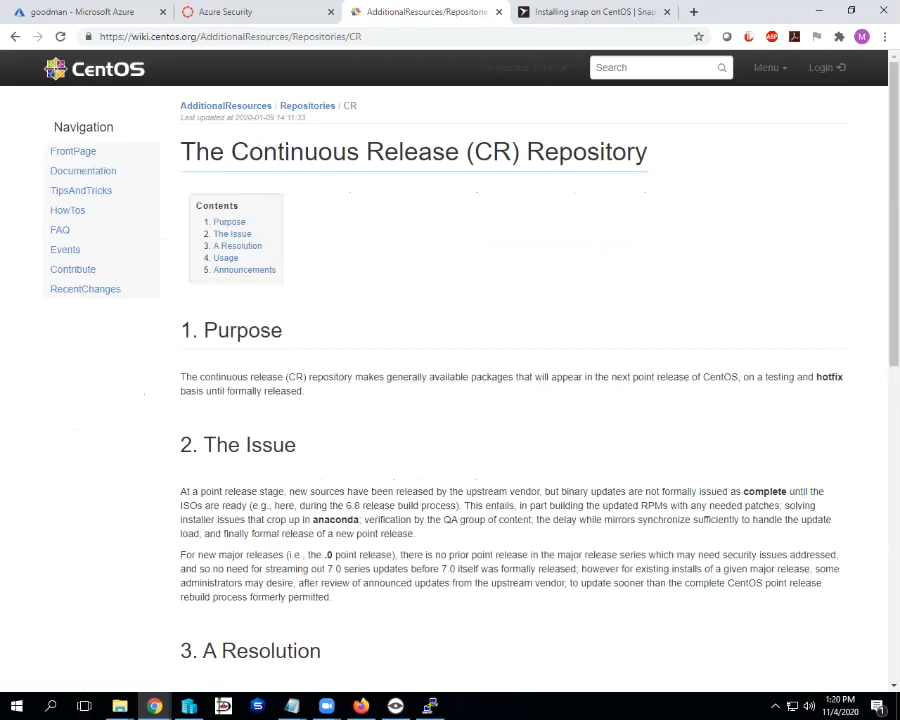 goodman - Microsoft Azure
Azure Security
AdditionalResources/Repositorie
Installing snap on CentOS | Snap
https://wiki.centos.org/AdditionalResources/Repositories/CR
ABP
M
CentOS
Search
Menu
Login
AdditionalResources / Repositories / CR
Last updated at 2020-01-09 14:11:33
Navigation
FrontPage
Documentation
TipsAndTricks
HowTos
FAQ
Events
Contribute
RecentChanges
The Continuous Release (CR) Repository
Contents
1. Purpose
2. The Issue
3. A Resolution
4. Usage
5. Announcements
1. Purpose
The continuous release (CR) repository makes generally available packages that will appear in the next point release of CentOS, on a testing and hotfix
basis until formally released.
2. The Issue
At a point release stage, new sources have been released by the upstream vendor, but binary updates are not formally issued as complete until the
ISOs are ready (e.g., here, during the 6.8 release build process). This entails, in part building the updated RPMs with any needed patches; solving
installer issues that crop up in anaconda; verification by the QA group of content; the delay while mirrors synchronize sufficiently to handle the update
load, and finally formal release of a new point release.
For new major releases (i.e., the .0 point release), there is no prior point release in the major release series which may need security issues addressed,
and so no need for streaming out 7.0 series updates before 7.0 itself was formally released; however for existing installs of a given major release, some
administrators may desire, after review of announced updates from the upstream vendor, to update sooner than the complete CentOS point release
rebuild process formerly permitted.
3. A Resolution
1:20 PM
11/4/2020
1